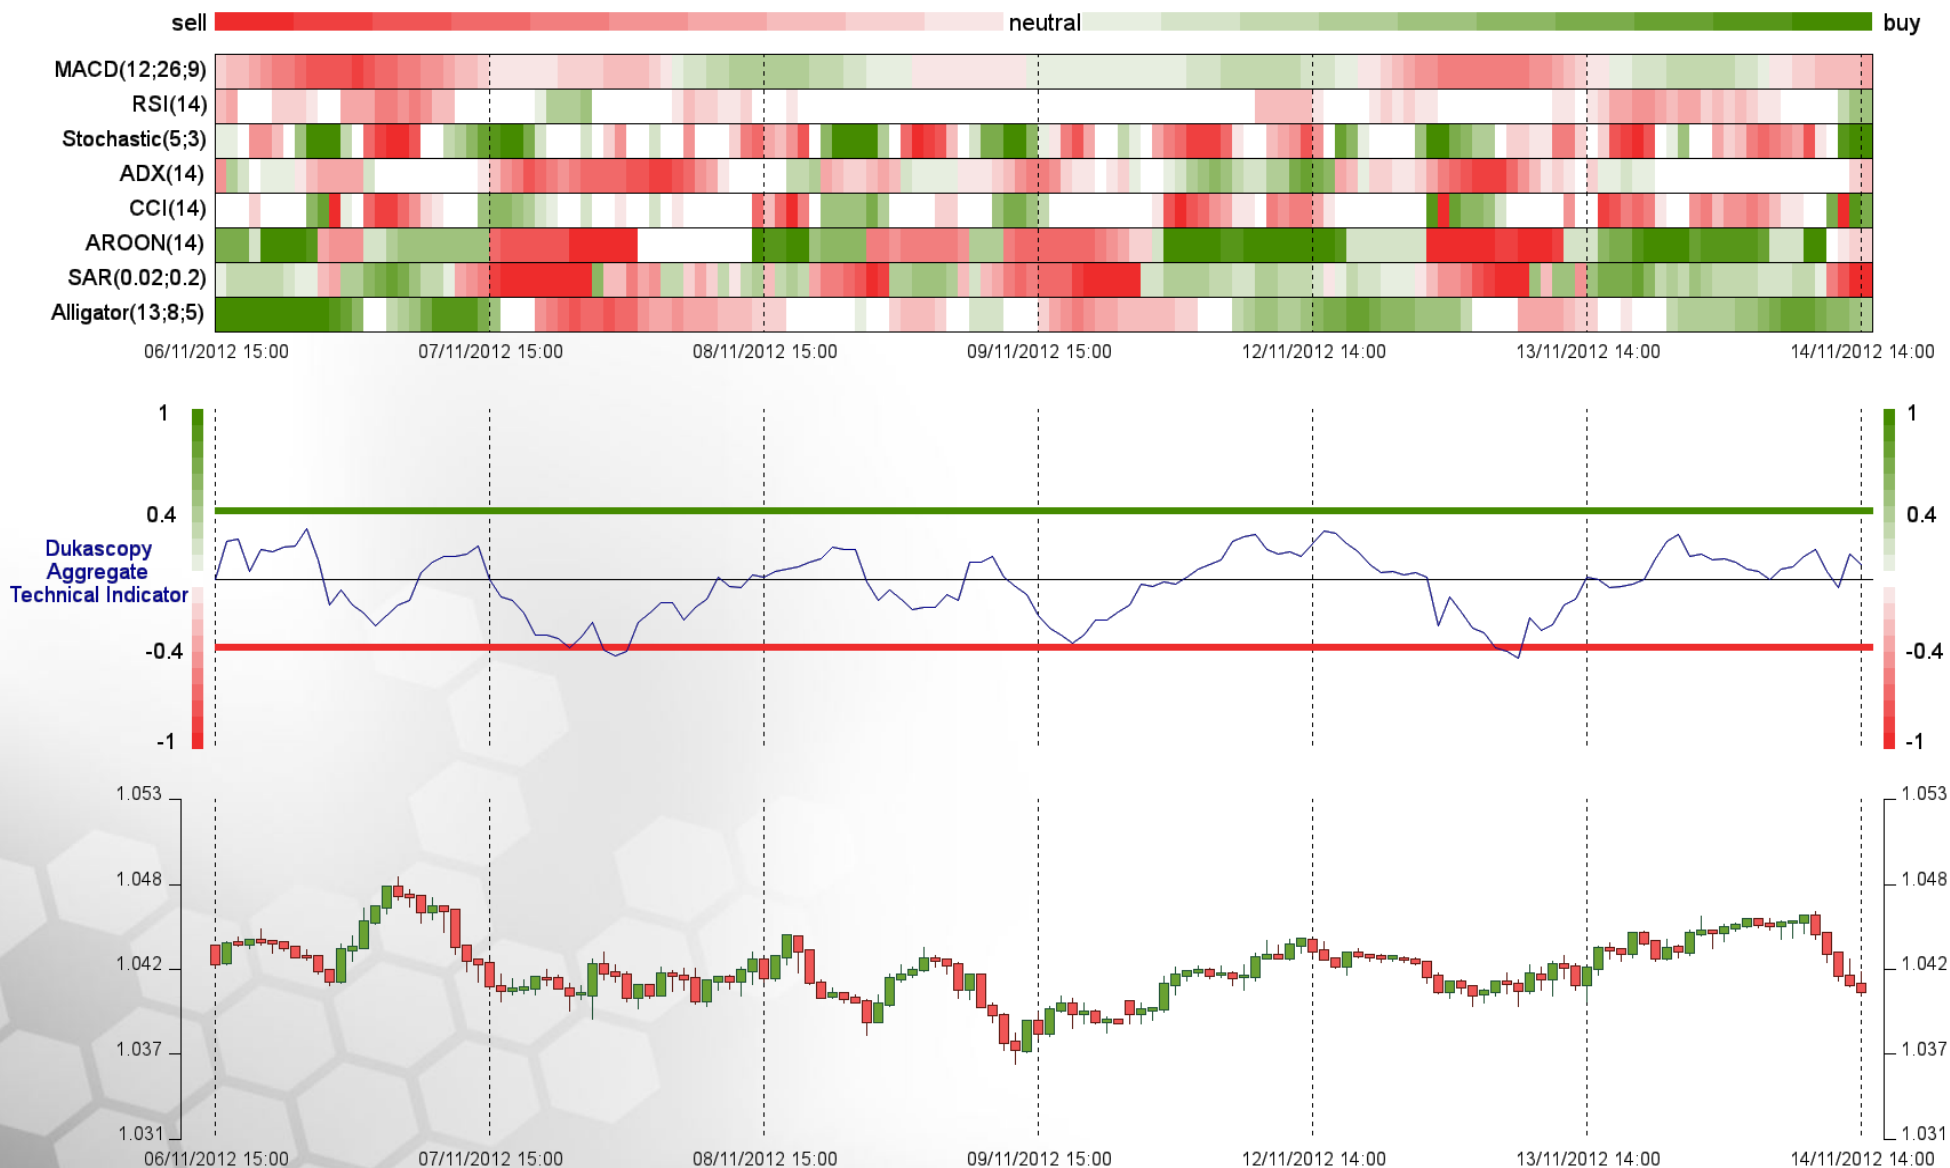 sell neutral buy
MACD(12;26;9)
RSI(14)
Stochastic(5;3)
ADX(14)
CCI(14)
AROON(14)
SAR(0.02;0.2)
Alligator(13;8;5)
06/11/2012 15:00 07/11/2012 15:00 08/11/2012 15:00 09/11/2012 15:00 12/11/2012 14:00 13/11/2012 14:00 14/11/2012 14:00
1 1
0.4 0.4
Dukascopy
Aggregate
Technical Indicator
-0.4 -0.4
-1 -1
1.053 1.053
1.048 1.048
1.042 1.042
1.037 1.037
1.031 1.031
06/11/2012 15:00 07/11/2012 15:00 08/11/2012 15:00 09/11/2012 15:00 12/11/2012 14:00 13/11/2012 14:00 14/11/2012 14:00